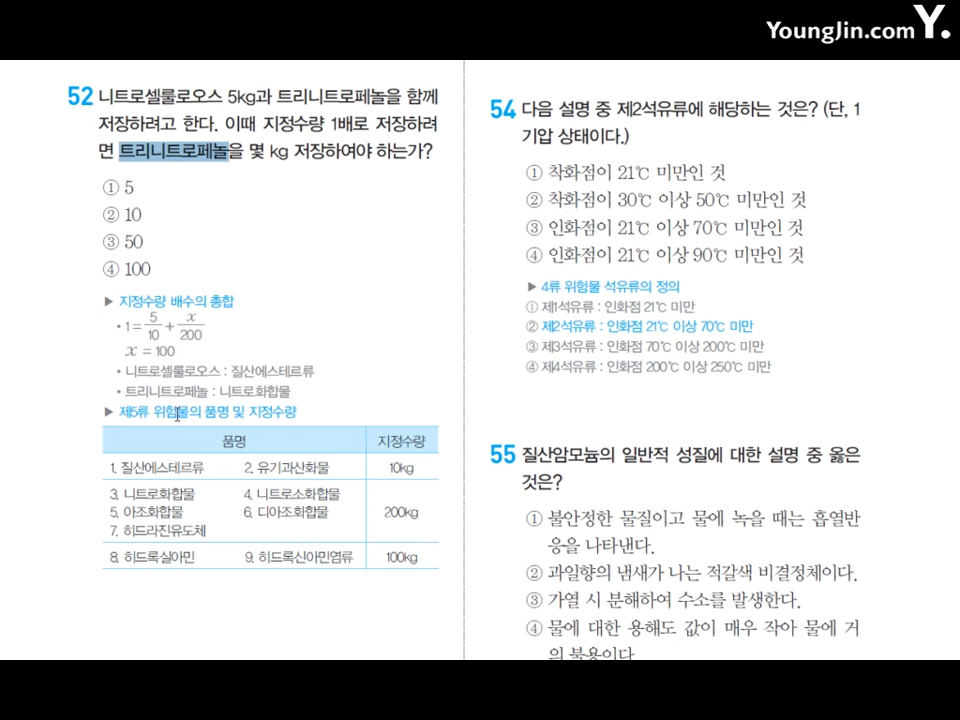 YoungJin.com Y.
52 니트로셀룰로오스 5kg과 트리니트로페놀을 함께
저장하려고 한다. 이때 지정수량 1배로 저장하려
면 트리니트로페놀을 몇 kg 저장하여야 하는가?
① 5
② 10
③ 50
④ 100
▶ 지정수량 배수의 총합
• 1 = 5/10 + x/200
x = 100
• 니트로셀룰로오스 : 질산에스테르류
• 트리니트로페놀 : 니트로화합물
▶ 제5류 위험물의 품명 및 지정수량
품명 지정수량
1. 질산에스테르류 2. 유기과산화물 10kg
3. 니트로화합물 4. 니트로소화합물
5. 아조화합물 6. 디아조화합물 200kg
7. 히드라진유도체
8. 히드록실아민 9. 히드록신아민염류 100kg
54 다음 설명 중 제2석유류에 해당하는 것은? (단, 1
기압 상태이다.)
① 착화점이 21℃ 미만인 것
② 착화점이 30℃ 이상 50℃ 미만인 것
③ 인화점이 21℃ 이상 70℃ 미만인 것
④ 인화점이 21℃ 이상 90℃ 미만인 것
▶ 4류 위험물 석유류의 정의
① 제1석유류 : 인화점 21℃ 미만
② 제2석유류 : 인화점 21℃ 이상 70℃ 미만
③ 제3석유류 : 인화점 70℃ 이상 200℃ 미만
④ 제4석유류 : 인화점 200℃ 이상 250℃ 미만
55 질산암모늄의 일반적 성질에 대한 설명 중 옳은
것은?
① 불안정한 물질이고 물에 녹을 때는 흡열반
응을 나타낸다.
② 과일향의 냄새가 나는 적갈색 비결정체이다.
③ 가열 시 분해하여 수소를 발생한다.
④ 물에 대한 용해도 값이 매우 작아 물에 거
의 불용이다